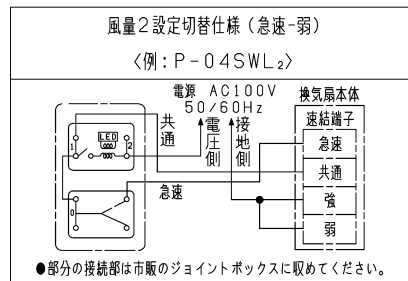 風量2設定切替仕様（急速-弱）
〈例：P-04SWL₂〉
電源 AC100V
50/60Hz
換気扇本体
速結端子
急速
共通
強
弱
共通
電圧側
接地側
LED
1
2
急速
0
●部分の接続部は市販のジョイントボックスに収めてください。